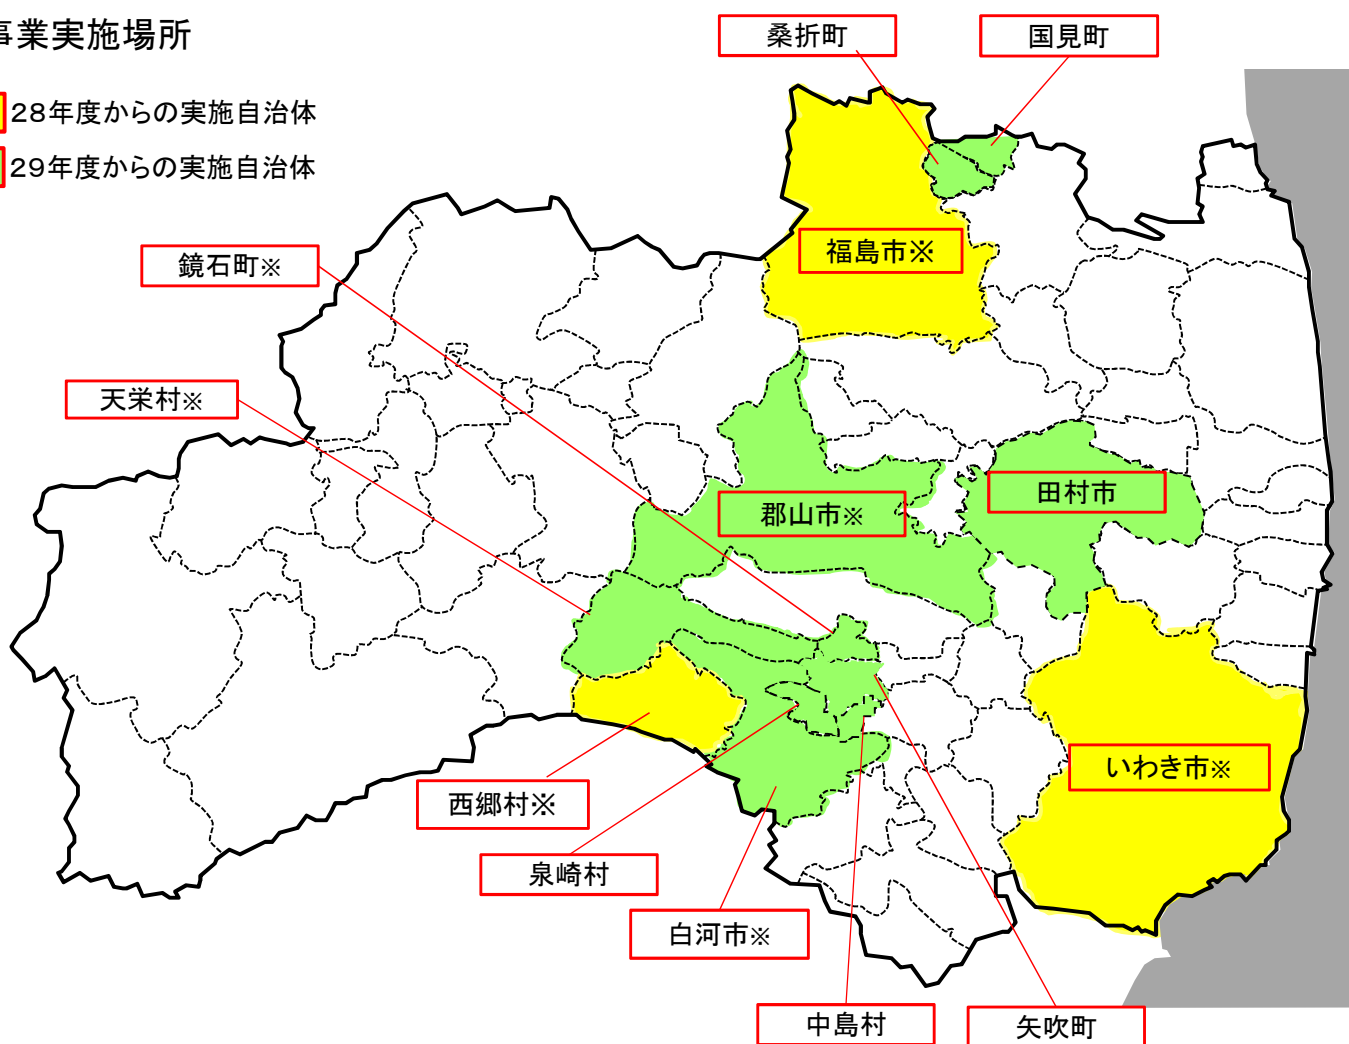 事業実施場所
28年度からの実施自治体
29年度からの実施自治体
桑折町
国見町
福島市※
鏡石町※
天栄村※
田村市
郡山市※
いわき市※
西郷村※
泉崎村
白河市※
中島村
矢吹町